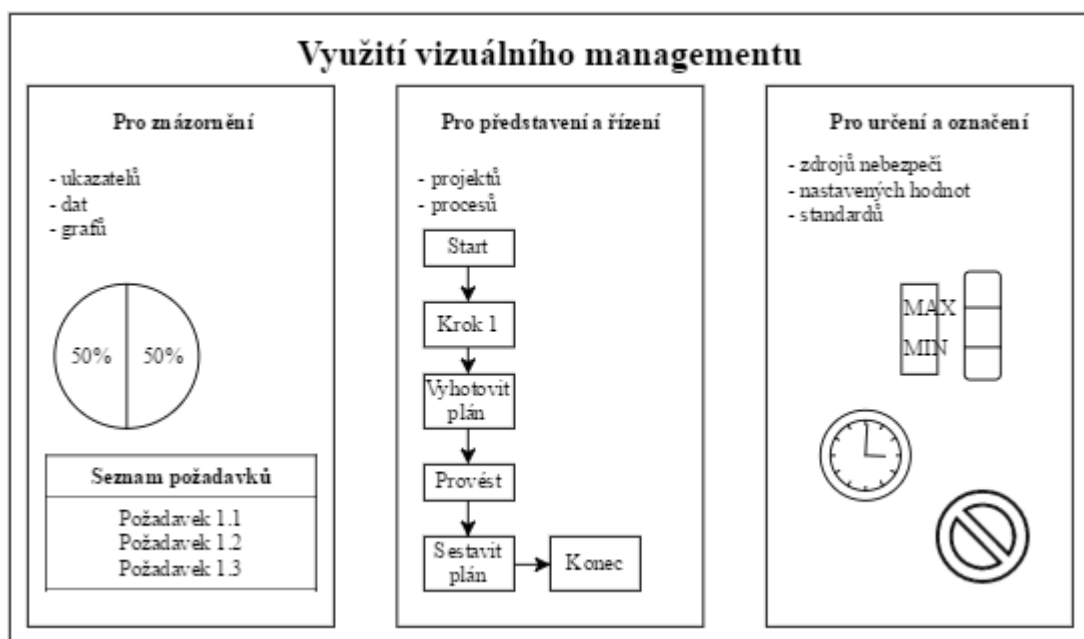 Využití vizuálního managementu
Pro znázornění
- ukazatelů
- dat
- grafů
50%
50%
Seznam požadavků
Požadavek 1.1
Požadavek 1.2
Požadavek 1.3
Pro představení a řízení
- projektů
- procesů
Start
Krok 1
Vyhotovit
plán
Provést
Sestavit
plán
Konec
Pro určení a označení
- zdrojů nebezpečí
- nastavených hodnot
- standardů
MAX
MIN